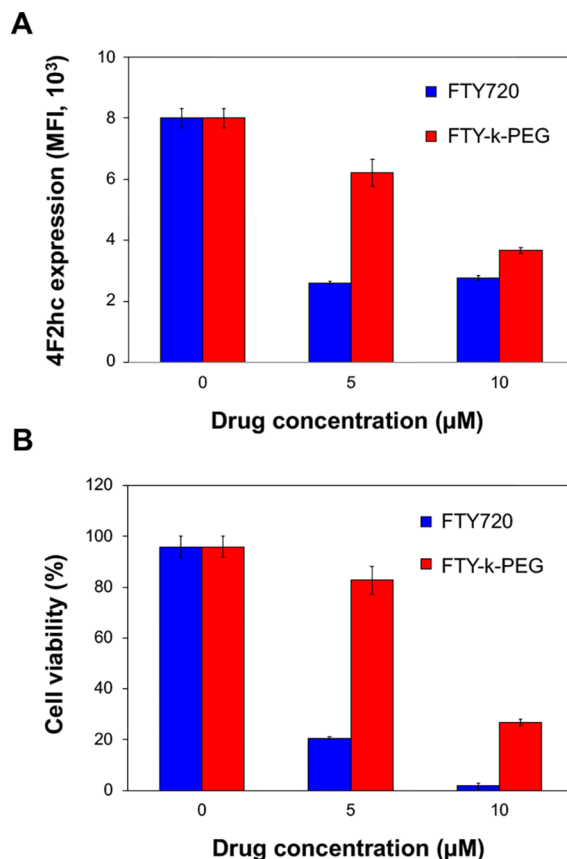 A
4F2hc expression (MFI, 10³)
10
8
6
4
2
0
FTY720
FTY-k-PEG
0 5 10
Drug concentration (µM)
B
Cell viability (%)
120
100
80
60
40
20
0
FTY720
FTY-k-PEG
0 5 10
Drug concentration (µM)